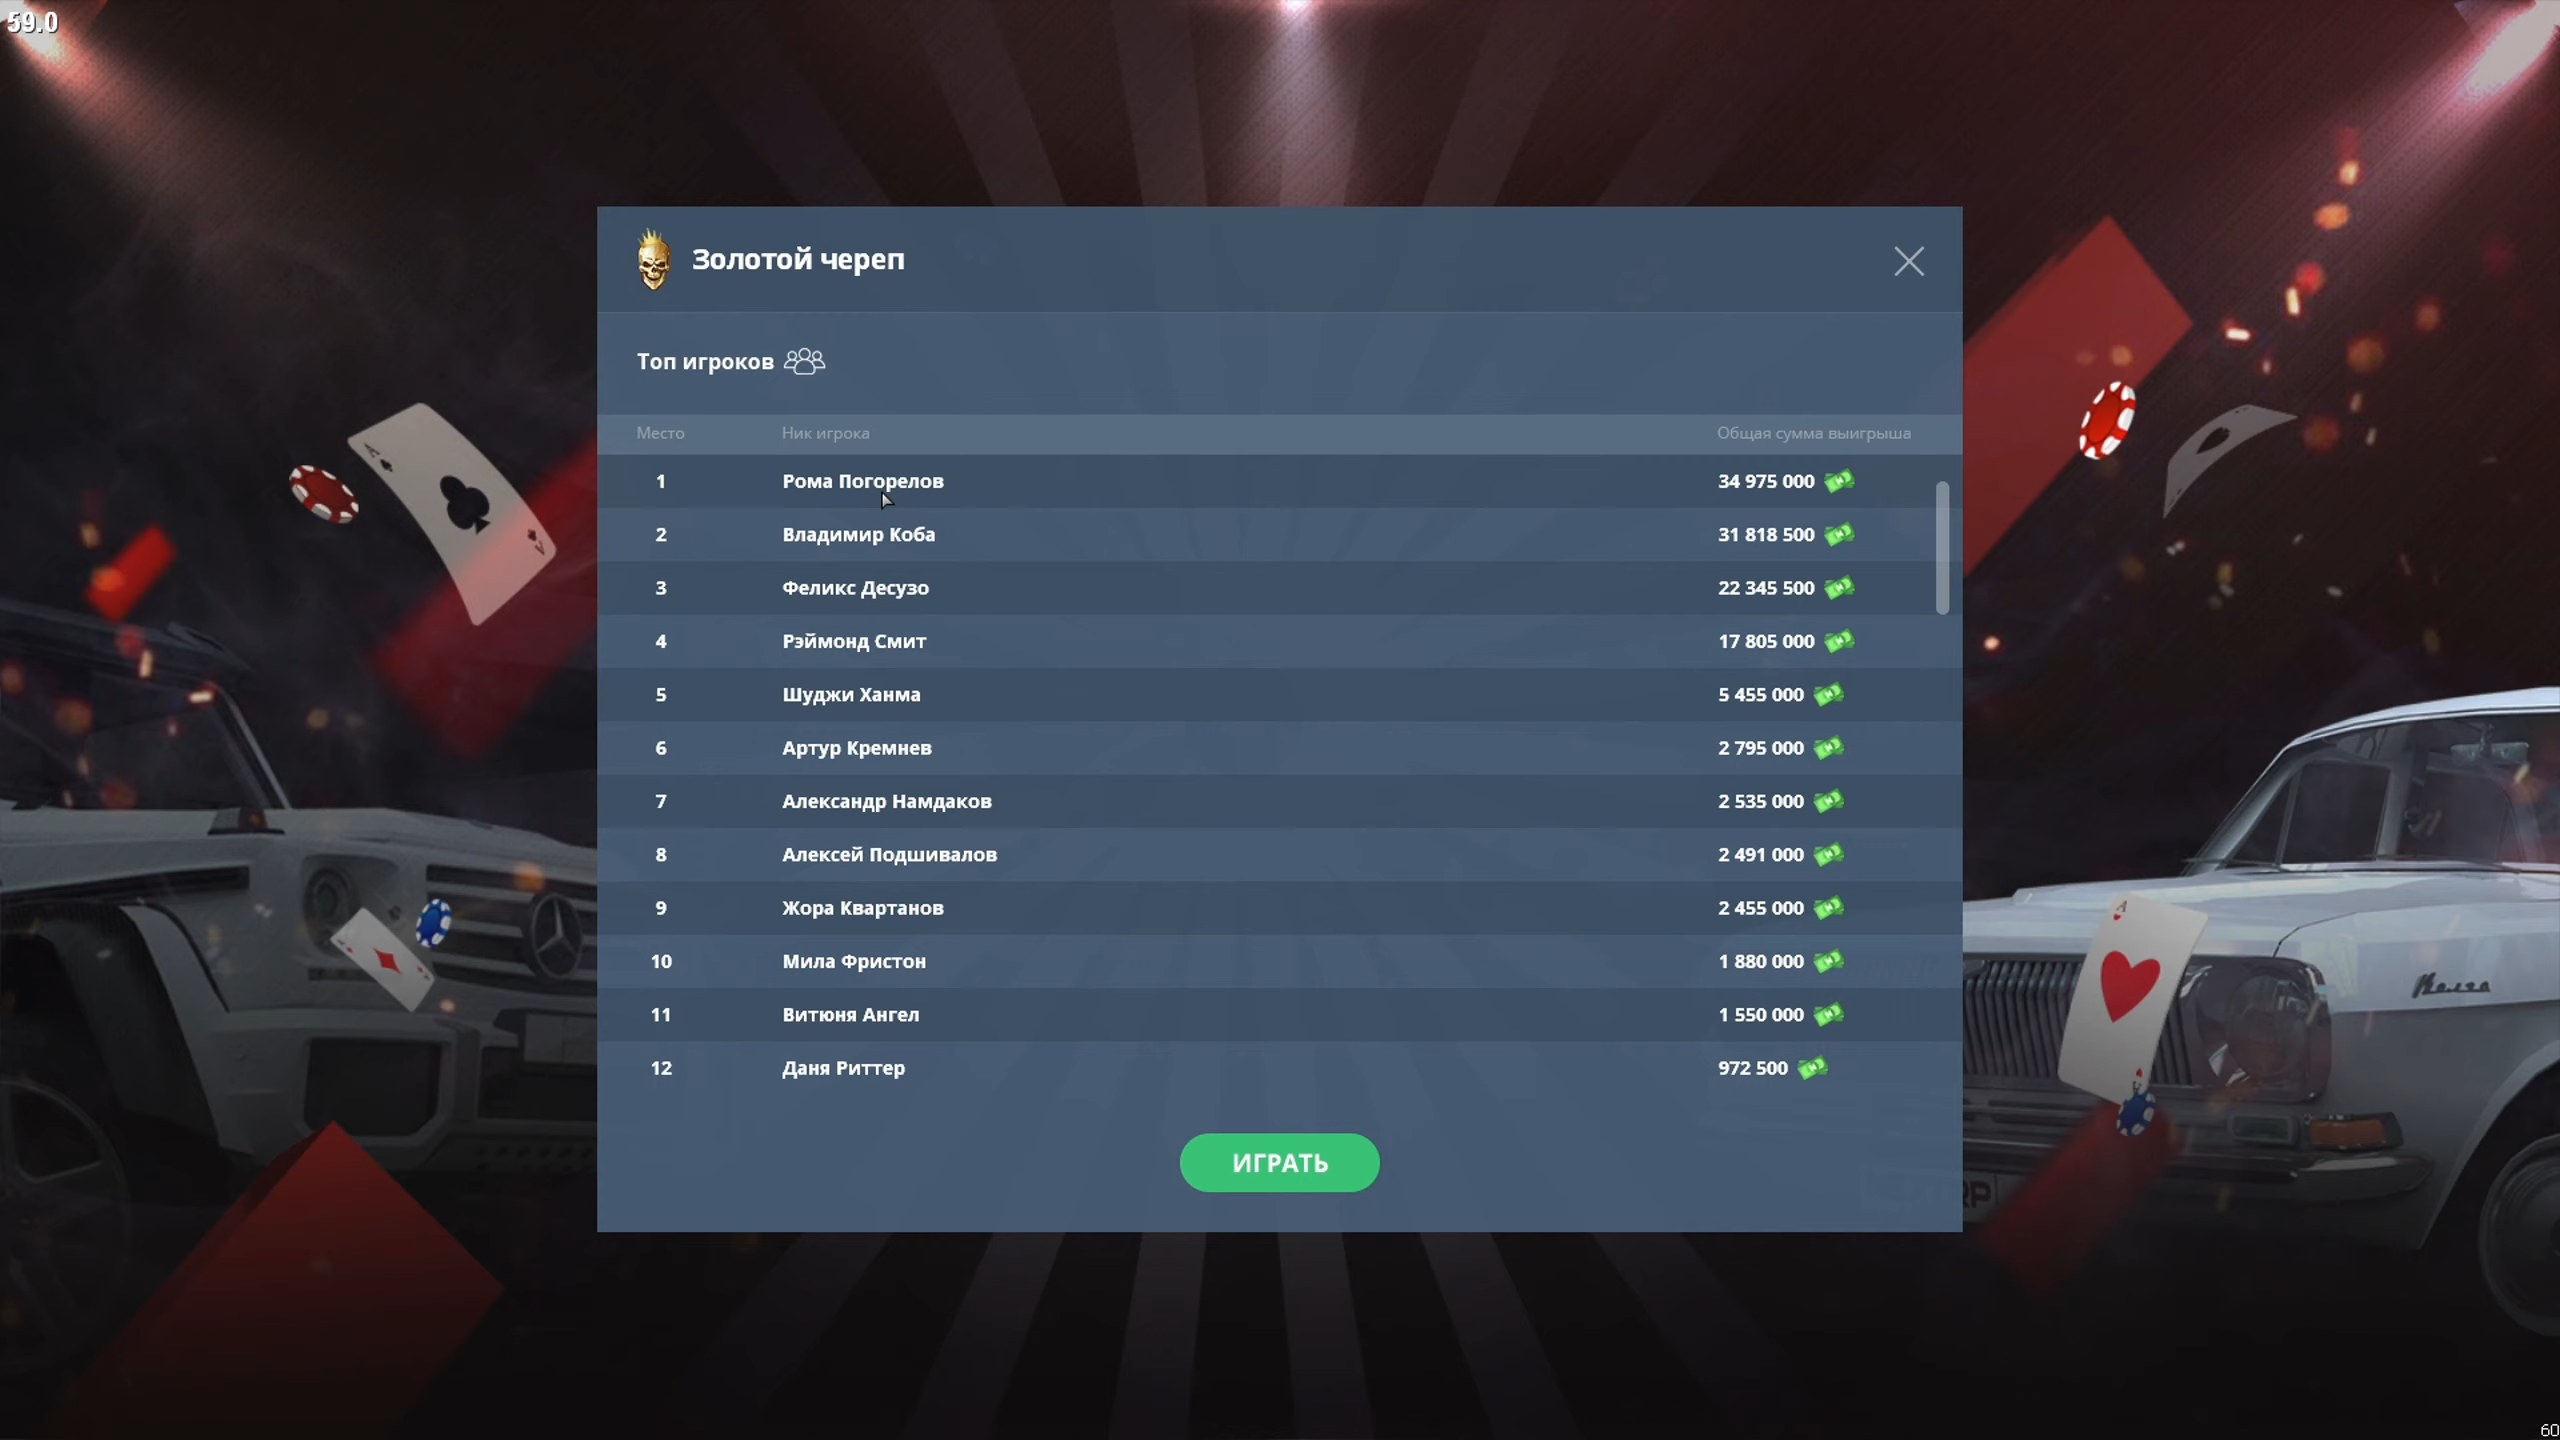 59.0
Золотой череп
Топ игроков
Место Ник игрока Общая сумма выигрыша
1 Рома Погорелов 34 975 000
2 Владимир Коба 31 818 500
3 Феликс Десузо 22 345 500
4 Рэймонд Смит 17 805 000
5 Шуджи Ханма 5 455 000
6 Артур Кремнев 2 795 000
7 Александр Намдаков 2 535 000
8 Алексей Подшивалов 2 491 000
9 Жора Квартанов 2 455 000
10 Мила Фристон 1 880 000
11 Витюня Ангел 1 550 000
12 Даня Риттер 972 500
ИГРАТЬ
Волга
60